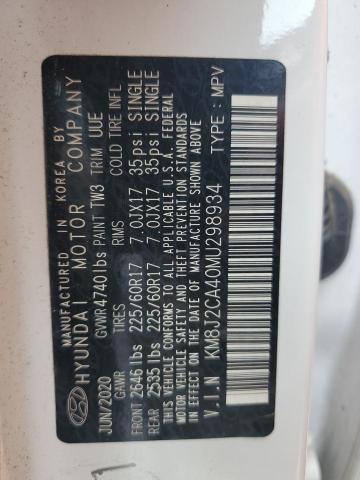 MANUFACTURED IN KOREA BY
HYUNDAI MOTOR COMPANY
JUN/2020 GVWR 4740 lbs PAINT TW3 TRIM UUE
GAWR TIRES RIMS COLD TIRE INFL
FRONT 2646 lbs 225/60R17 7.0JX17 35psi SINGLE
REAR 2535 lbs 225/60R17 7.0JX17 35psi SINGLE
THIS VEHICLE CONFORMS TO ALL APPLICABLE U.S.A. FEDERAL
MOTOR VEHICLE SAFETY AND THEFT PREVENTION STANDARDS
IN EFFECT ON THE DATE OF MANUFACTURE SHOWN ABOVE.
V.I.N KM8J2CA40MU298934 TYPE: MPV